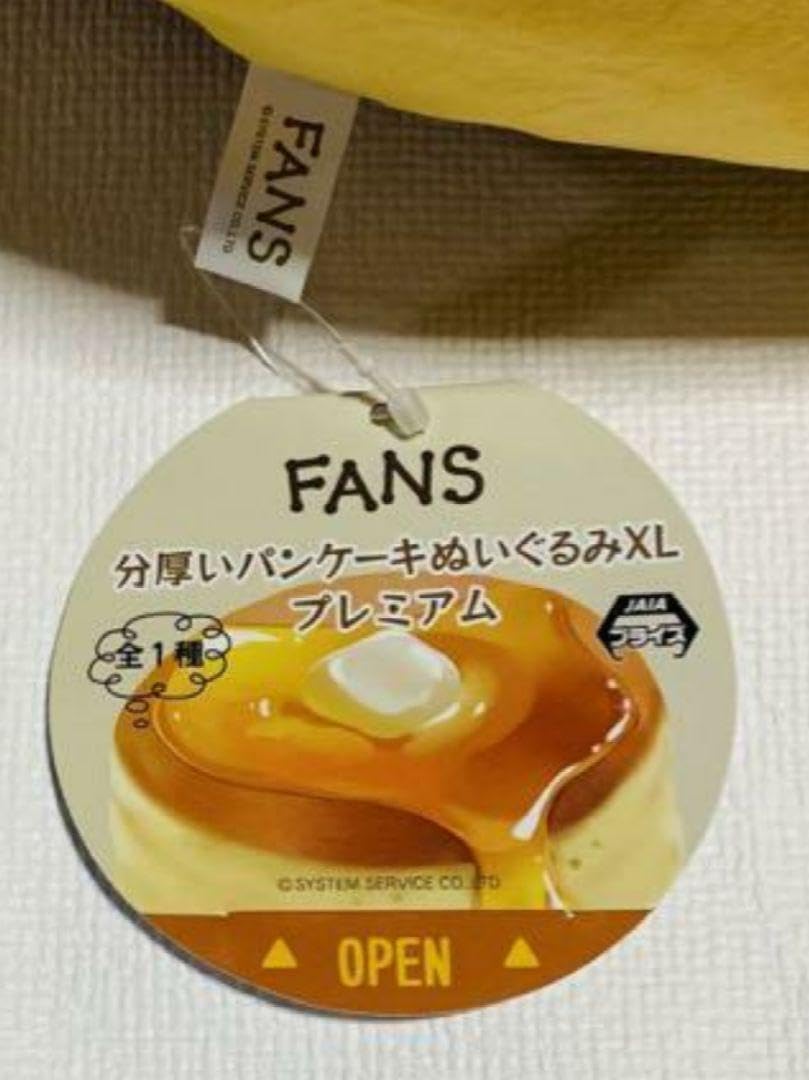 FANS
© SYSTEM SERVICE CO.,LTD
FANS
分厚いパンケーキぬいぐるみXL
プレミアム
全1種
JAIA
プライズ
© SYSTEM SERVICE CO.,LTD
▲ OPEN ▲